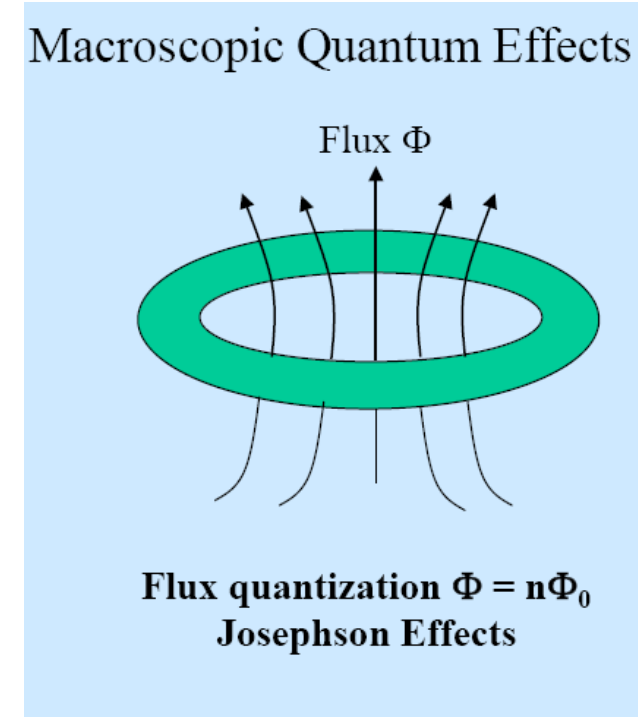 Macroscopic Quantum Effects
Flux Φ
Flux quantization Φ = nΦ₀
Josephson Effects